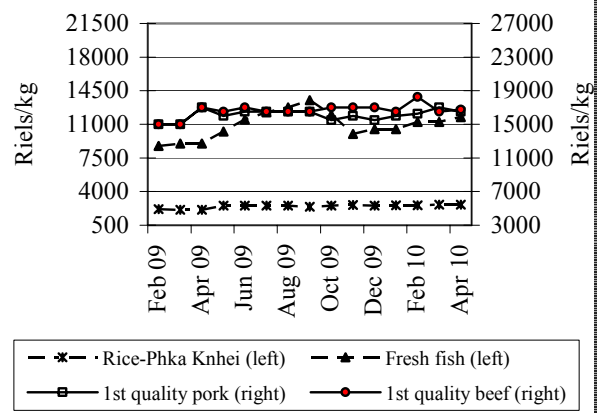 21500
18000
14500
11000
7500
4000
500
Riels/kg
27000
23000
19000
15000
11000
7000
3000
Riels/kg
Feb 09
Apr 09
Jun 09
Aug 09
Oct 09
Dec 09
Feb 10
Apr 10
Rice-Phka Knhei (left)
Fresh fish (left)
1st quality pork (right)
1st quality beef (right)